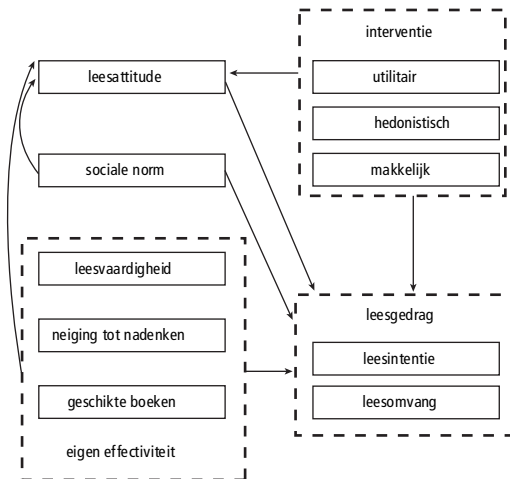 interventie
leesattitude
utilitair
hedonistisch
sociale norm
makkelijk
leesvaardigheid
leesgedrag
neiging tot nadenken
leesintentie
geschikte boeken
leesomvang
eigen effectiviteit